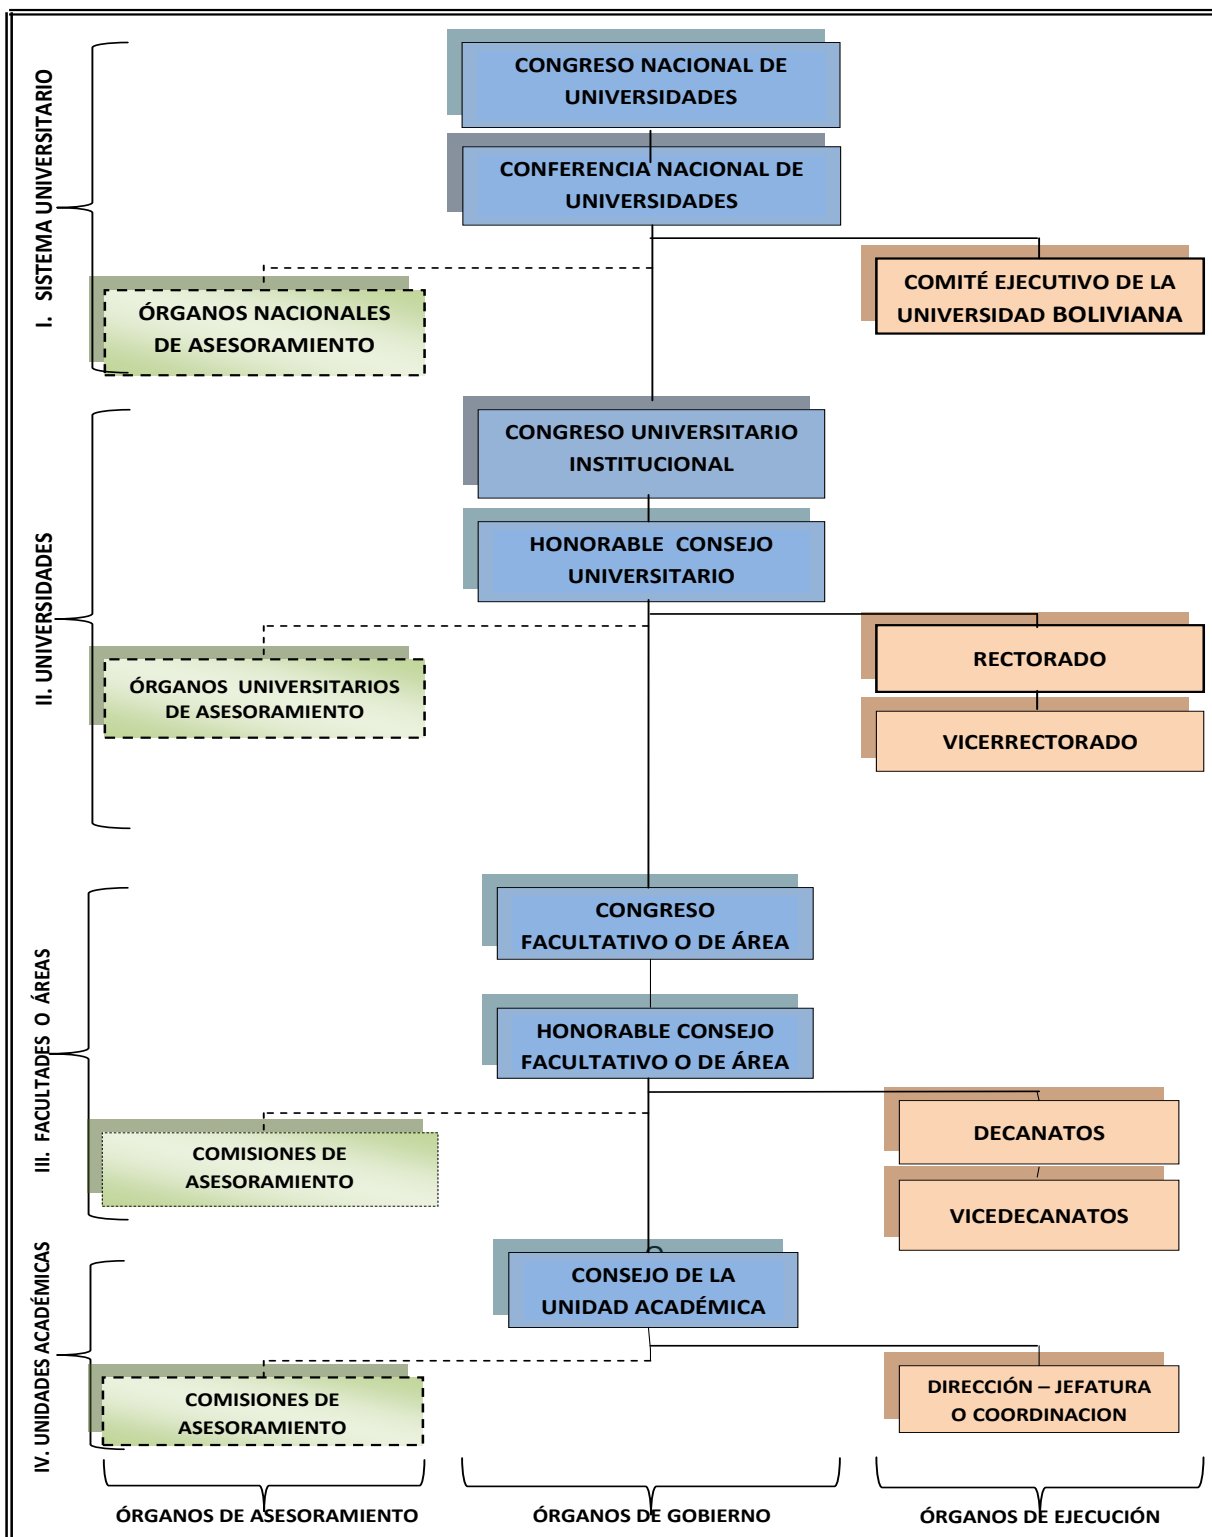 I.  SISTEMA UNIVERSITARIO
CONGRESO NACIONAL DE
UNIVERSIDADES
CONFERENCIA NACIONAL DE
UNIVERSIDADES
ÓRGANOS NACIONALES
DE ASESORAMIENTO
COMITÉ EJECUTIVO DE LA
UNIVERSIDAD BOLIVIANA
II. UNIVERSIDADES
CONGRESO UNIVERSITARIO
INSTITUCIONAL
HONORABLE  CONSEJO
UNIVERSITARIO
ÓRGANOS  UNIVERSITARIOS
DE ASESORAMIENTO
RECTORADO
VICERRECTORADO
III. FACULTADES  O  ÁREAS
CONGRESO
FACULTATIVO O DE ÁREA
HONORABLE CONSEJO
FACULTATIVO O DE ÁREA
COMISIONES DE
ASESORAMIENTO
DECANATOS
VICEDECANATOS
IV. UNIDADES ACADÉMICAS
CONSEJO DE LA
UNIDAD ACADÉMICA
COMISIONES DE
ASESORAMIENTO
DIRECCIÓN – JEFATURA
O COORDINACION
ÓRGANOS DE ASESORAMIENTO
ÓRGANOS DE GOBIERNO
ÓRGANOS DE EJECUCIÓN